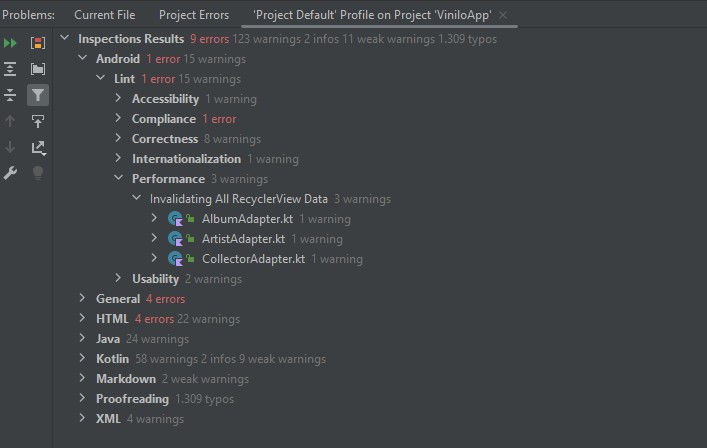 Problems: Current File Project Errors 'Project Default' Profile on Project 'ViniloApp'
Inspections Results 9 errors 123 warnings 2 infos 11 weak warnings 1.309 typos
Android 1 error 15 warnings
Lint 1 error 15 warnings
Accessibility 1 warning
Compliance 1 error
Correctness 8 warnings
Internationalization 1 warning
Performance 3 warnings
Invalidating All RecyclerView Data 3 warnings
AlbumAdapter.kt 1 warning
ArtistAdapter.kt 1 warning
CollectorAdapter.kt 1 warning
Usability 2 warnings
General 4 errors
HTML 4 errors 22 warnings
Java 24 warnings
Kotlin 58 warnings 2 infos 9 weak warnings
Markdown 2 weak warnings
Proofreading 1.309 typos
XML 4 warnings